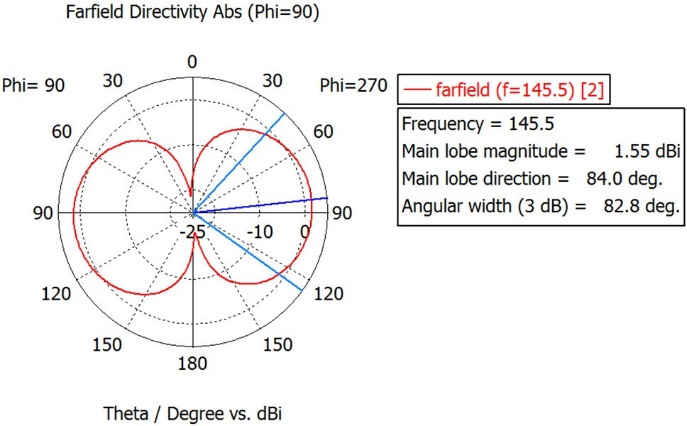 Farfield Directivity Abs (Phi=90)
0
Phi= 90
30
30
Phi=270
60
60
90
-25
-10
0
90
120
120
150
150
180
Theta / Degree vs. dBi
farfield (f=145.5) [2]
Frequency = 145.5
Main lobe magnitude = 1.55 dBi
Main lobe direction = 84.0 deg.
Angular width (3 dB) = 82.8 deg.